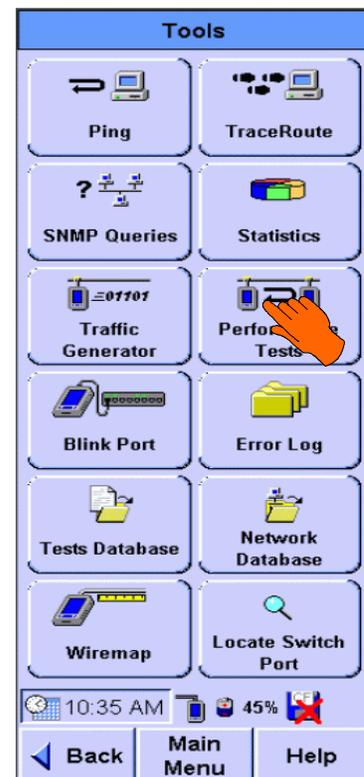 Tools
Ping
TraceRoute
?
SNMP Queries
Statistics
01101
Traffic
Generator
Tests
Blink Port
Error Log
Tests Database
Network
Database
Wiremap
Locate Switch
Port
10:35 AM
45%
CF
Back
Main
Menu
Help